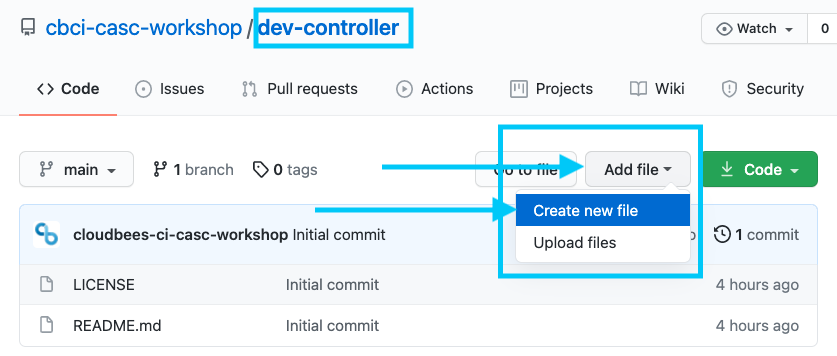 cbci-casc-workshop / dev-controller
Watch 0
Code Issues Pull requests Actions Projects Wiki Security
main 1 branch 0 tags Go to file Add file Code
Create new file
Upload files
cloudbees-ci-casc-workshop Initial commit 1 commit
LICENSE Initial commit 4 hours ago
README.md Initial commit 4 hours ago